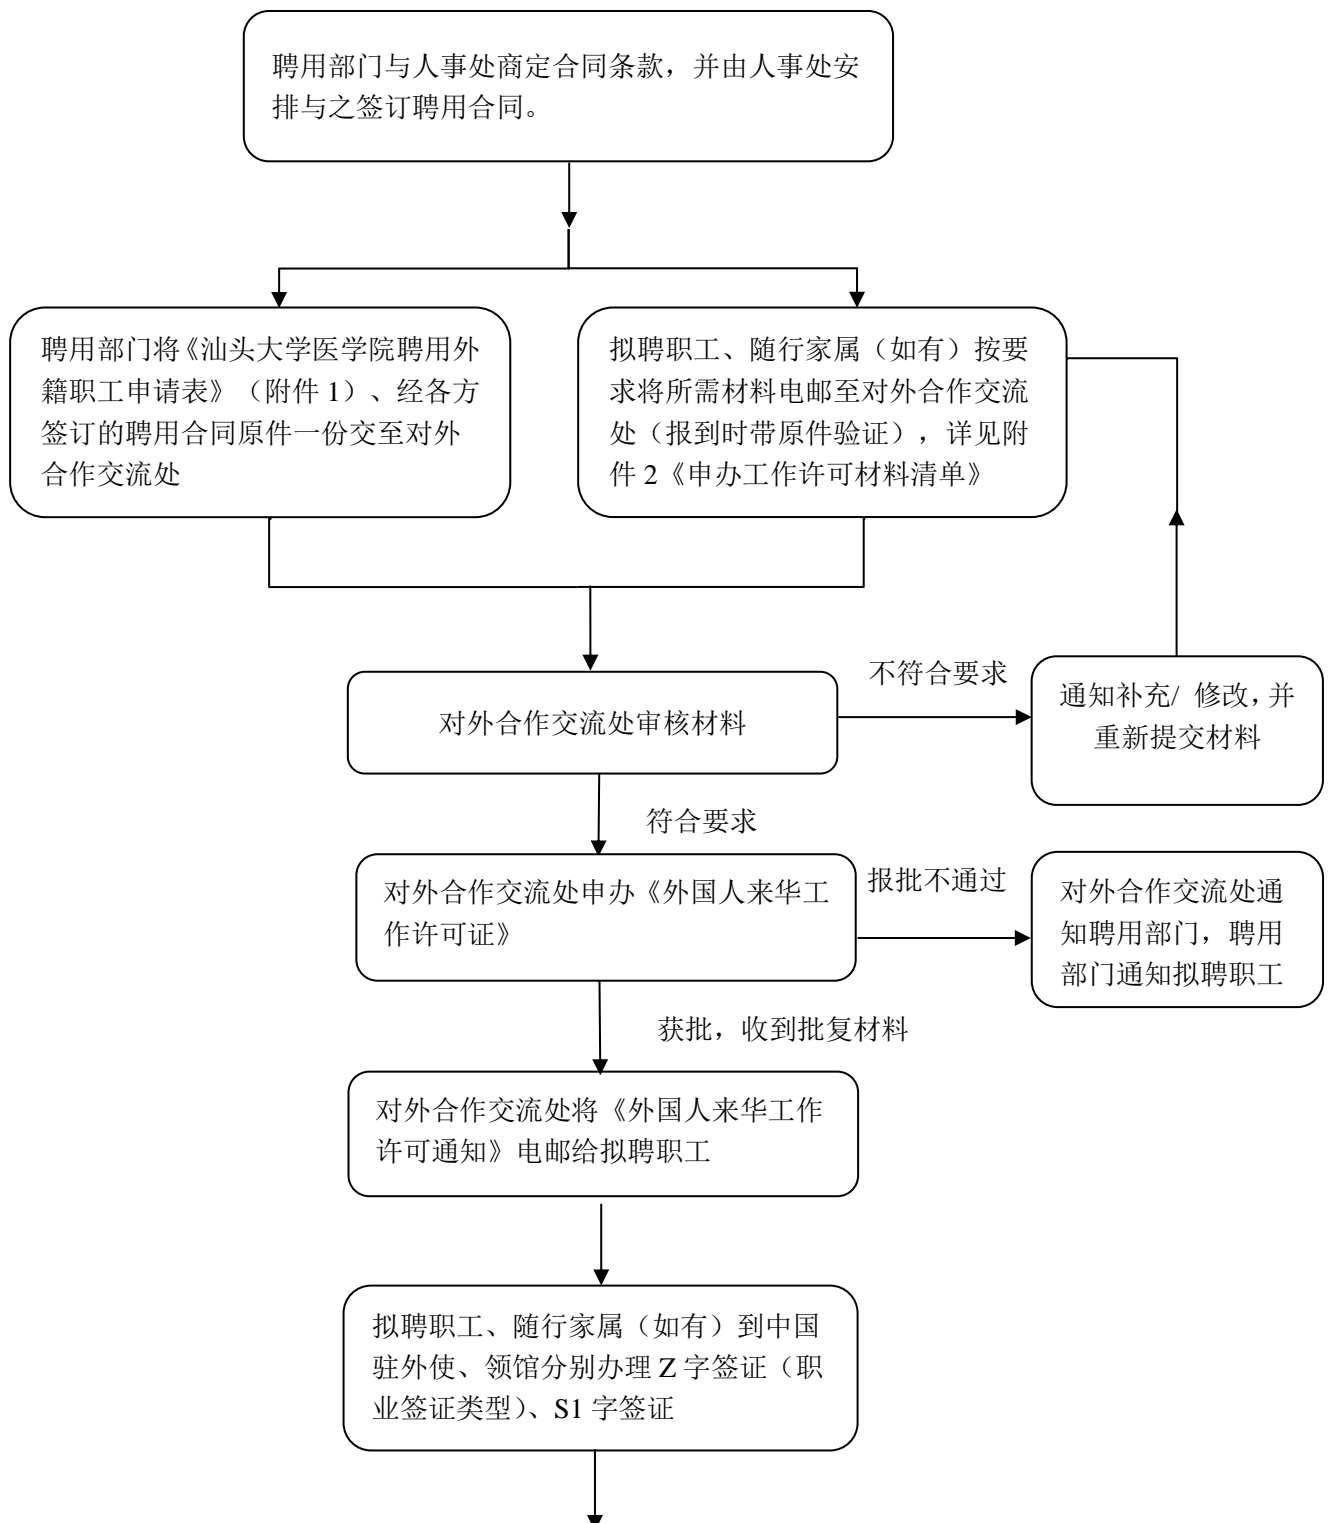 聘用部门与人事处商定合同条款，并由人事处安
排与之签订聘用合同。
聘用部门将《汕头大学医学院聘用外
籍职工申请表》（附件 1）、经各方
签订的聘用合同原件一份交至对外
合作交流处
拟聘职工、随行家属（如有）按要
求将所需材料电邮至对外合作交流
处（报到时带原件验证），详见附
件 2《申办工作许可材料清单》
对外合作交流处审核材料
不符合要求
通知补充/ 修改，并
重新提交材料
符合要求
对外合作交流处申办《外国人来华工
作许可证》
报批不通过
对外合作交流处通
知聘用部门，聘用
部门通知拟聘职工
获批，收到批复材料
对外合作交流处将《外国人来华工作
许可通知》电邮给拟聘职工
拟聘职工、随行家属（如有）到中国
驻外使、领馆分别办理 Z 字签证（职
业签证类型）、S1 字签证